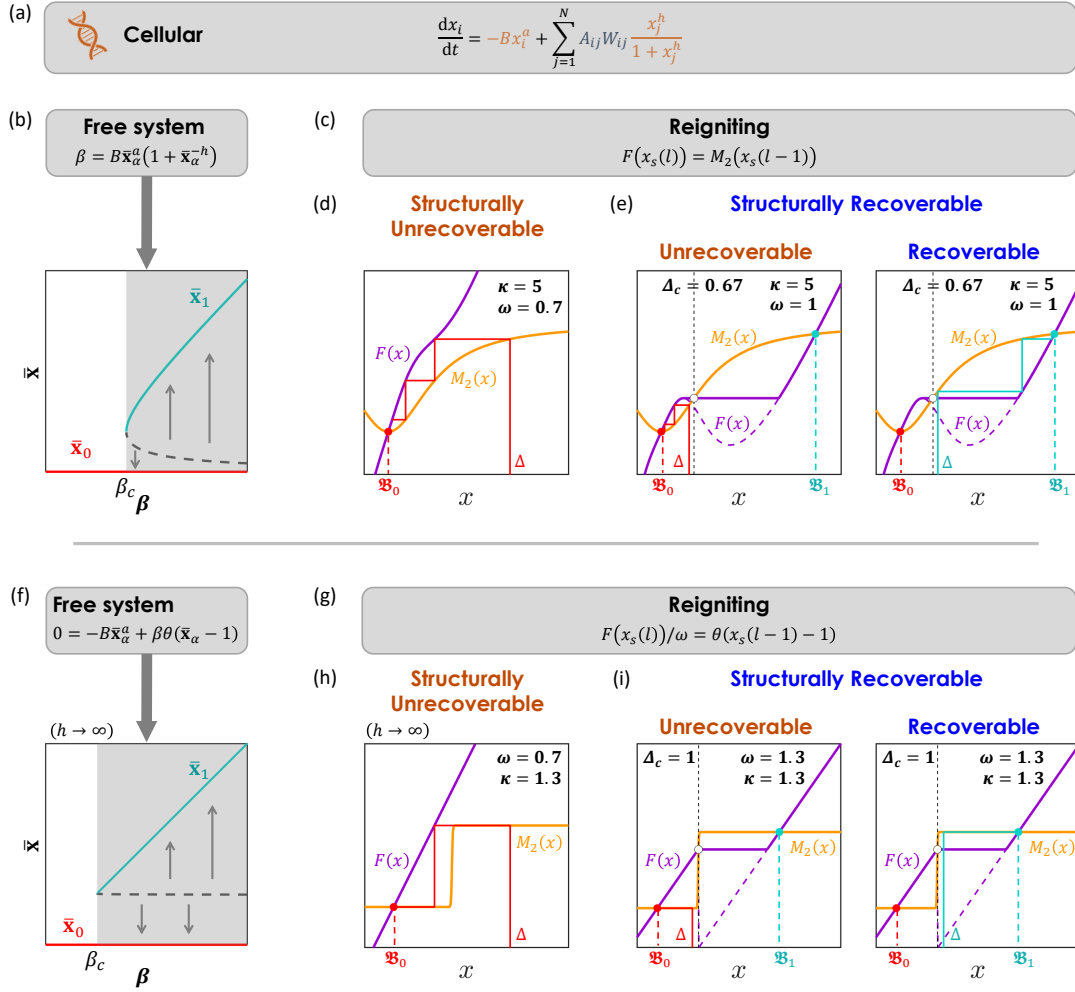 (a)
Cellular
dx_i/dt = −Bx_i^a + ∑_{j=1}^{N} A_{ij}W_{ij} x_j^h/(1 + x_j^h)
(b)
Free system
β = Bx̄_α^a(1 + x̄_α^{−h})
(c)
Reigniting
F(x_s(l)) = M_2(x_s(l − 1))
(d)
Structurally
Unrecoverable
(e)
Structurally Recoverable
Unrecoverable
Recoverable
x̄
x̄_1
x̄_0
β_c
β
κ = 5
ω = 0.7
F(x)
M_2(x)
Δ
𝕭_0
x
Δ_c = 0.67
κ = 5
ω = 1
M_2(x)
F(x)
Δ
𝕭_0
𝕭_1
x
Δ_c = 0.67
κ = 5
ω = 1
M_2(x)
F(x)
Δ
𝕭_0
𝕭_1
x
(f)
Free system
0 = −Bx̄_α^a + βθ(x̄_α − 1)
(g)
Reigniting
F(x_s(l))/ω = θ(x_s(l − 1) − 1)
(h)
Structurally
Unrecoverable
(i)
Structurally Recoverable
Unrecoverable
Recoverable
(h → ∞)
x̄
x̄_1
x̄_0
β_c
β
(h → ∞)
ω = 0.7
κ = 1.3
F(x)
M_2(x)
Δ
𝕭_0
x
Δ_c = 1
ω = 1.3
κ = 1.3
F(x)
M_2(x)
Δ
𝕭_0
𝕭_1
x
Δ_c = 1
ω = 1.3
κ = 1.3
F(x)
M_2(x)
Δ
𝕭_0
𝕭_1
x